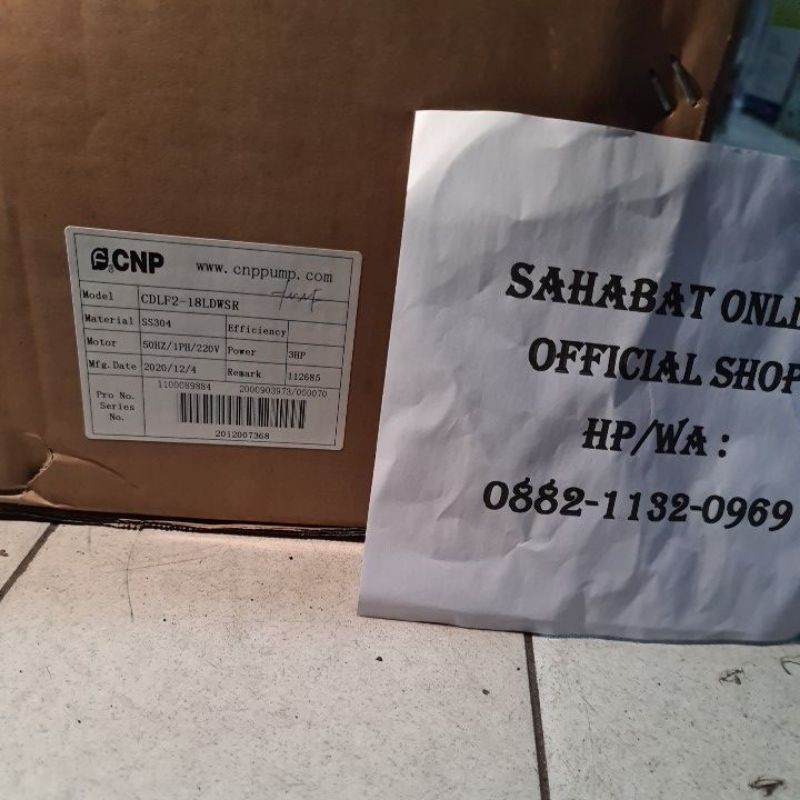 CNP www.cnppump.com
Model CDLF2-18LDWSR
Material SS304 Efficiency
Motor 50HZ/1PH/220V Power 3HP
Mfg.Date 2020/12/4 Remark 112685
Pro No. Series No. 1100089884 2000903973/000070
2012007368
SAHABAT ONLI
OFFICIAL SHOP
HP/WA :
0882-1132-0969